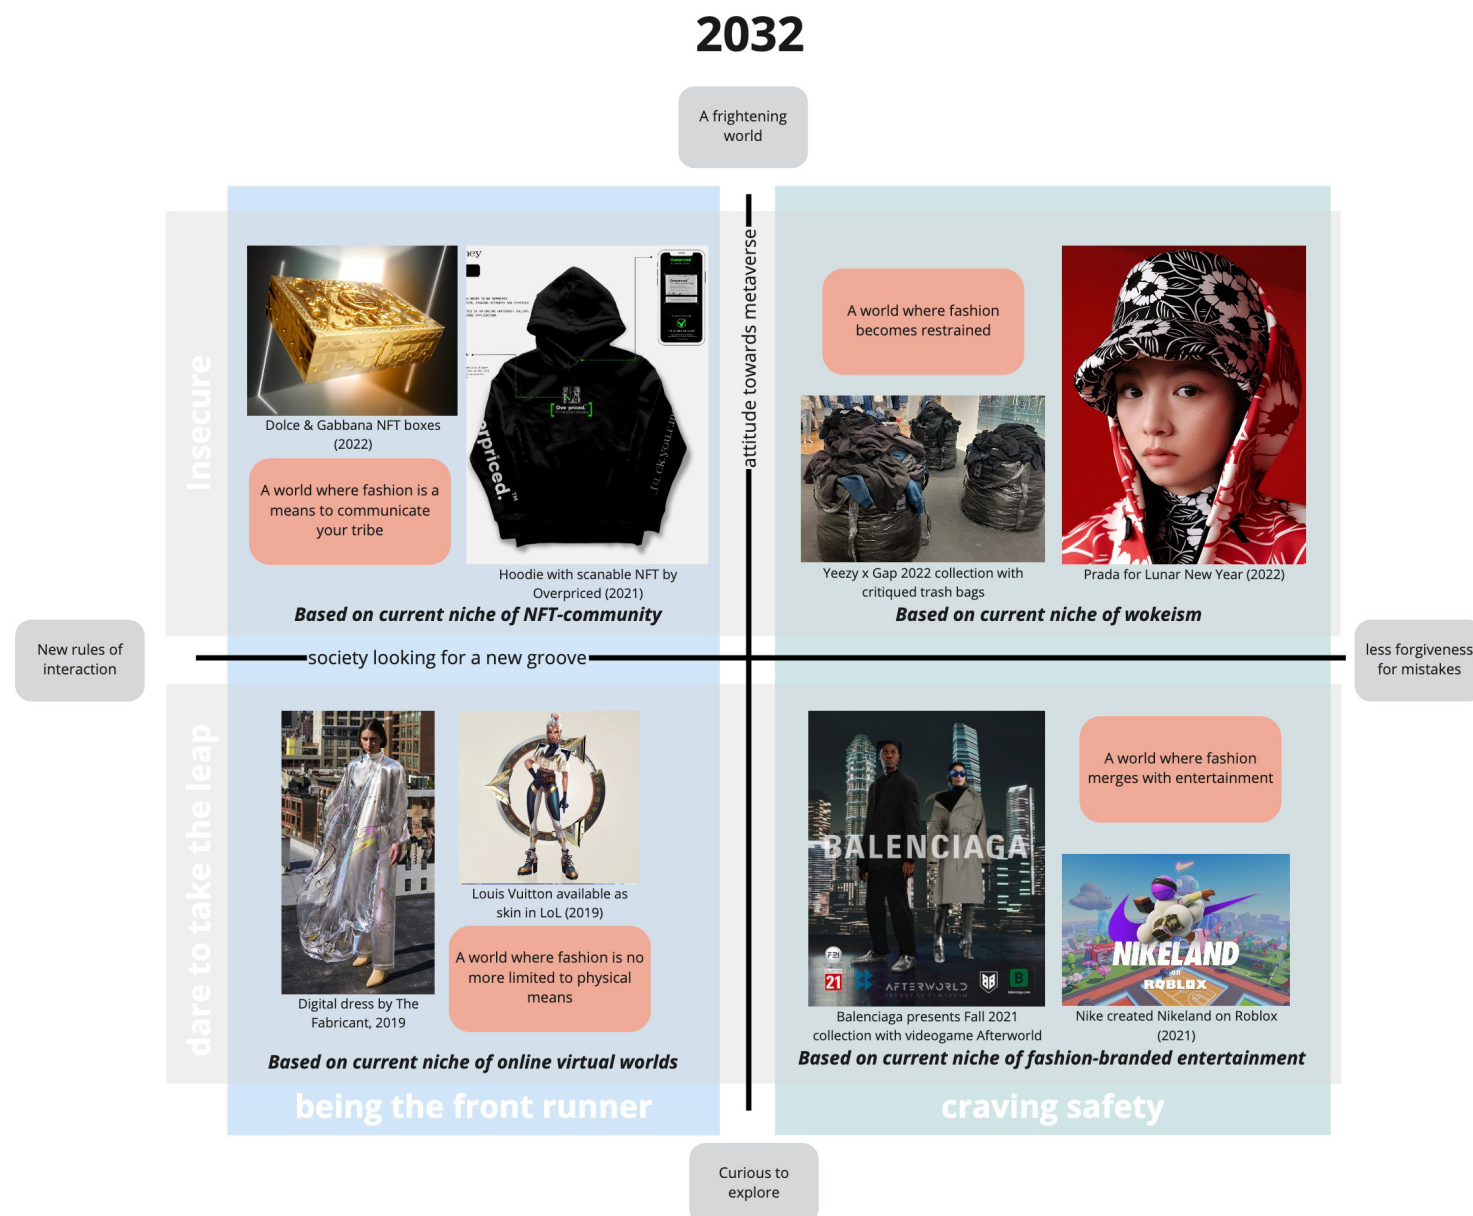 2032
A frightening
world
attitude towards metaverse
Insecure
Dolce & Gabbana NFT boxes
(2022)
A world where fashion is a
means to communicate
your tribe
ney
Overpriced.
erpriced.™
Hoodie with scanable NFT by
Overpriced (2021)
Based on current niche of NFT-community
A world where fashion
becomes restrained
Yeezy x Gap 2022 collection with
critiqued trash bags
Prada for Lunar New Year (2022)
Based on current niche of wokeism
New rules of
interaction
society looking for a new groove
less forgiveness
for mistakes
dare to take the leap
Digital dress by The
Fabricant, 2019
Louis Vuitton available as
skin in LoL (2019)
A world where fashion is no
more limited to physical
means
Based on current niche of online virtual worlds
BALENCIAGA
21
AFTERWORLD
B
Balenciaga presents Fall 2021
collection with videogame Afterworld
A world where fashion
merges with entertainment
NIKELAND
on
ROBLOX
Nike created Nikeland on Roblox
(2021)
Based on current niche of fashion-branded entertainment
being the front runner
craving safety
Curious to
explore